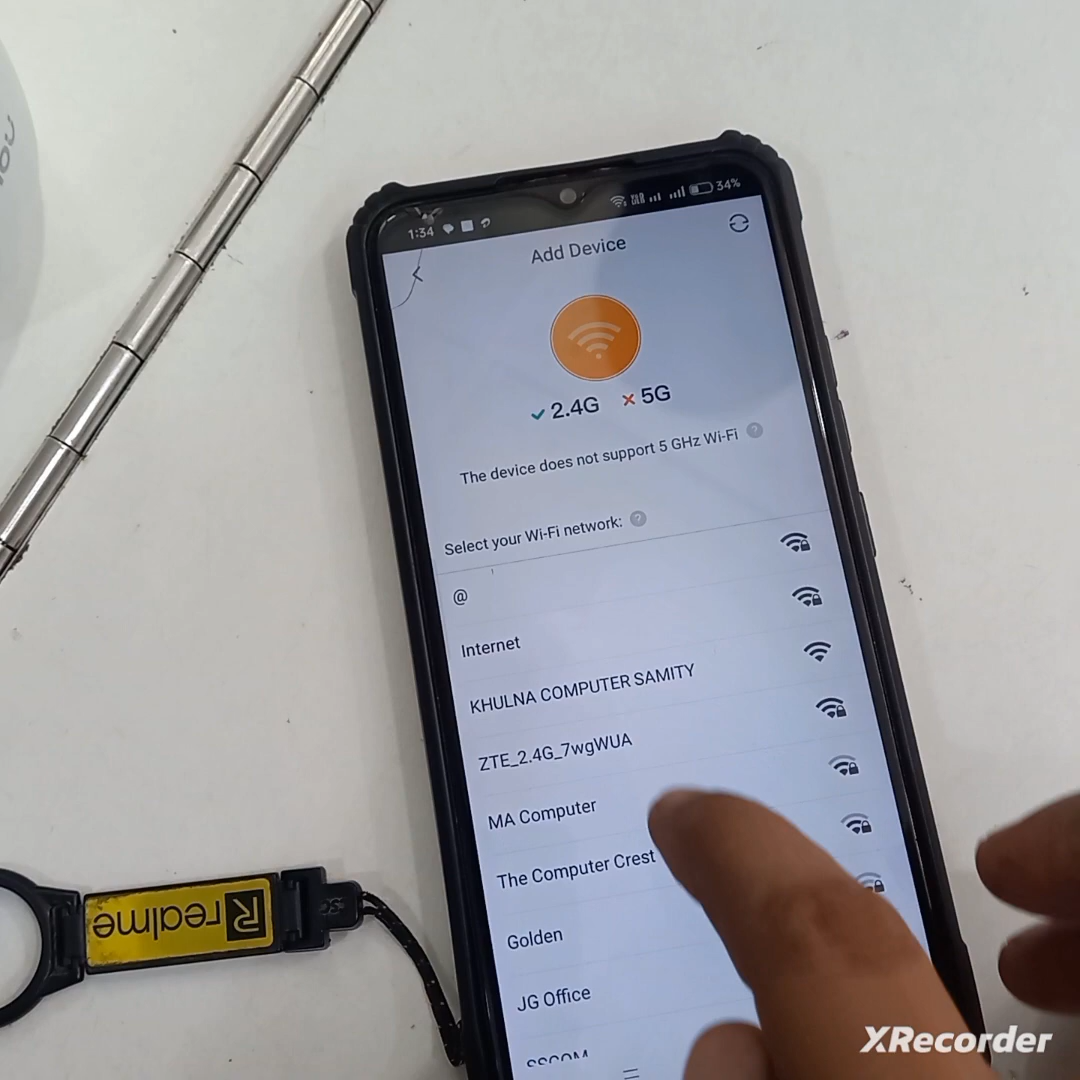 1:34
34%
Add Device
2.4G
5G
The device does not support 5 GHz Wi-Fi
Select your Wi-Fi network:
@
Internet
KHULNA COMPUTER SAMITY
ZTE_2.4G_7wgWUA
MA Computer
The Computer Crest
Golden
JG Office
realme
XRecorder